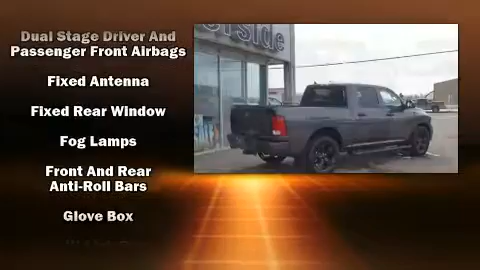 Dual Stage Driver And
Passenger Front Airbags
Fixed Antenna
Fixed Rear Window
Fog Lamps
Front And Rear
Anti-Roll Bars
Glove Box